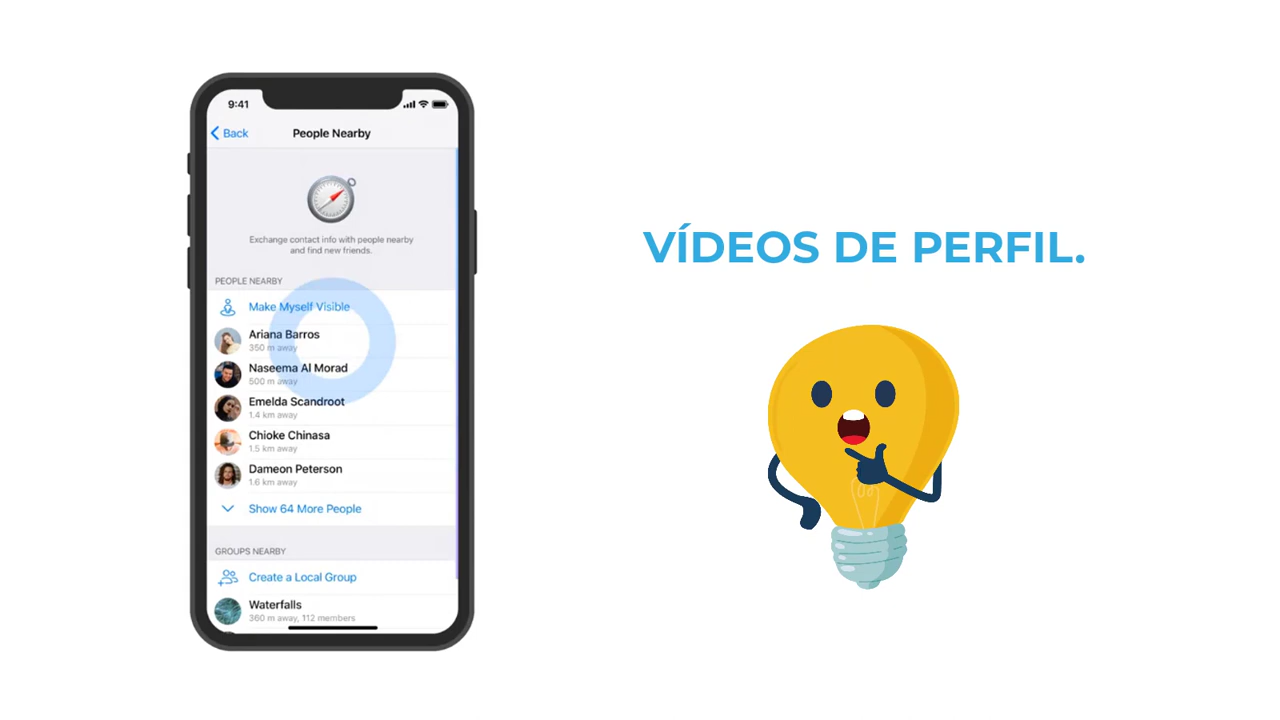 9:41
Back
People Nearby
Exchange contact info with people nearby
and find new friends.
PEOPLE NEARBY
Make Myself Visible
Ariana Barros
350 m away
Naseema Al Morad
500 m away
Emelda Scandroot
1.4 km away
Chioke Chinasa
1.5 km away
Dameon Peterson
1.6 km away
Show 64 More People
GROUPS NEARBY
Create a Local Group
Waterfalls
360 m away, 112 members
VÍDEOS DE PERFIL.